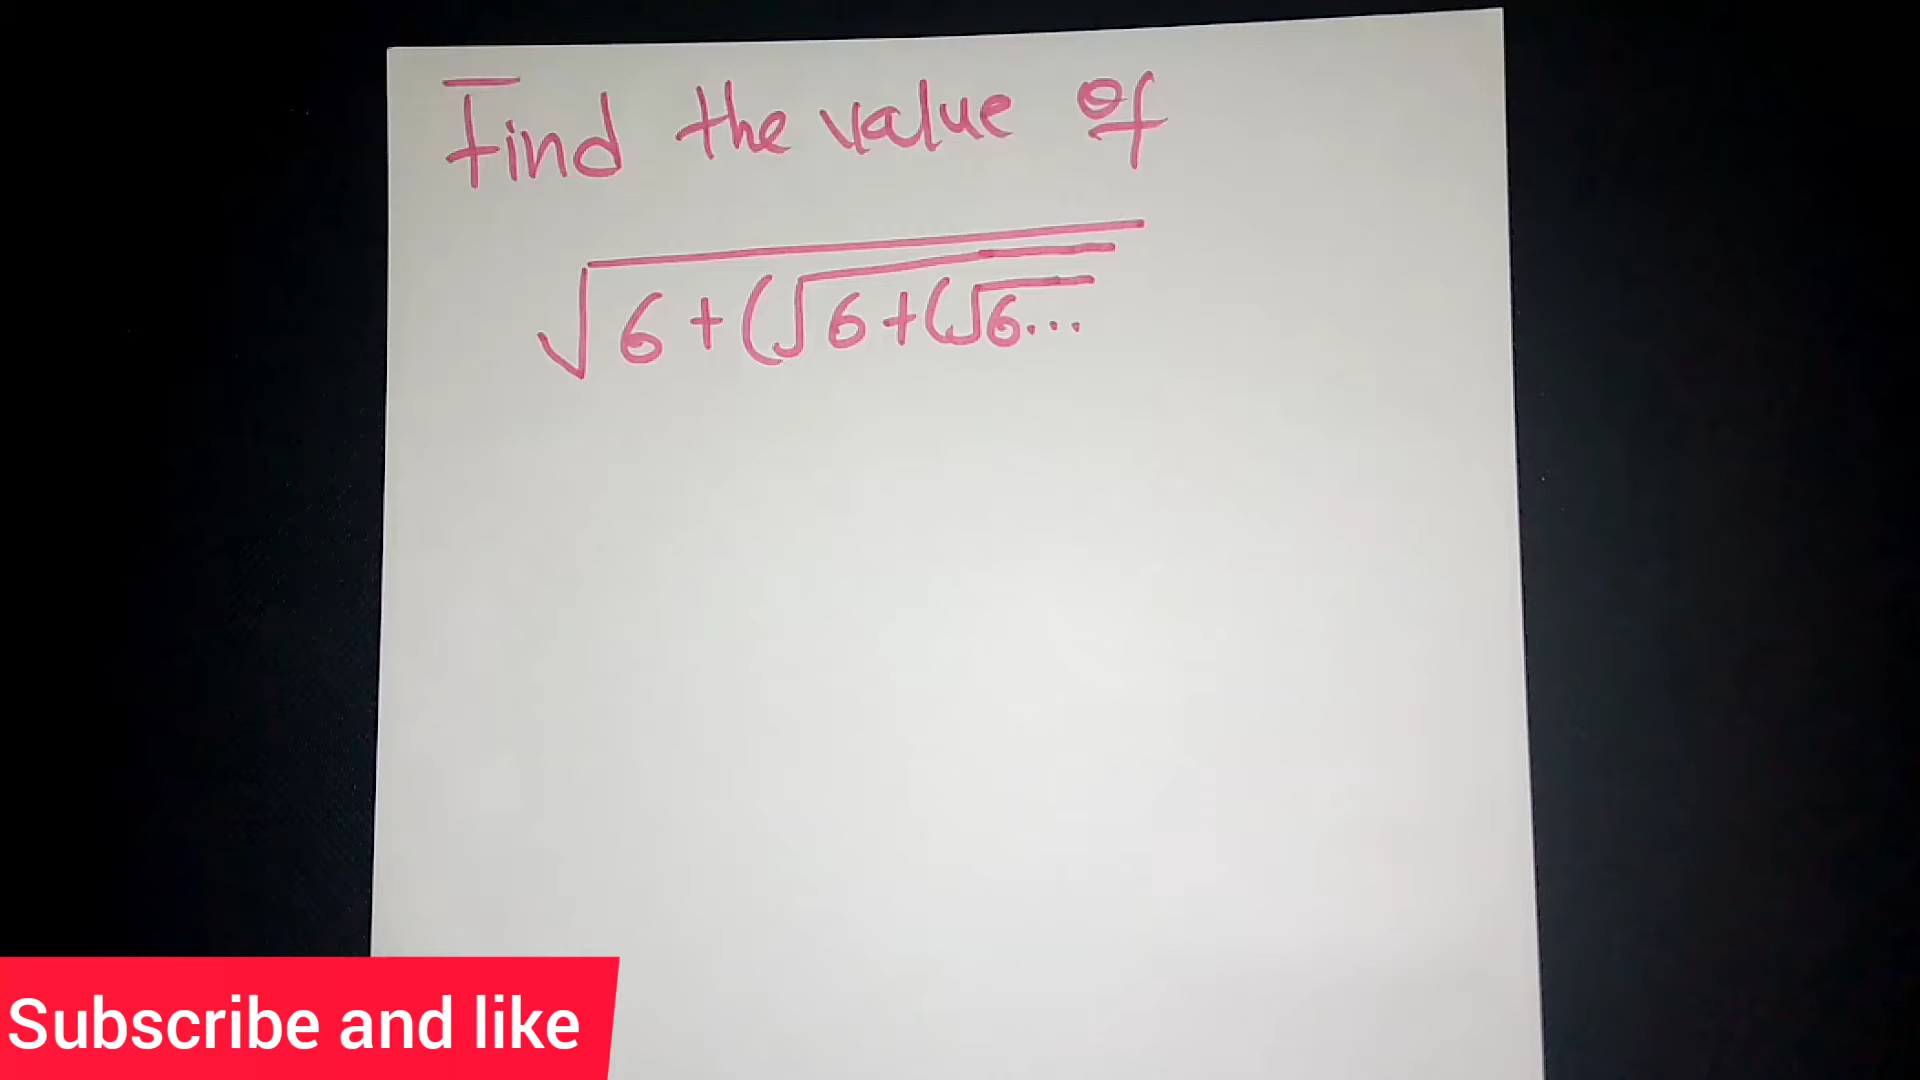 Find the value of
√6+(√6+(√6...
Subscribe and like